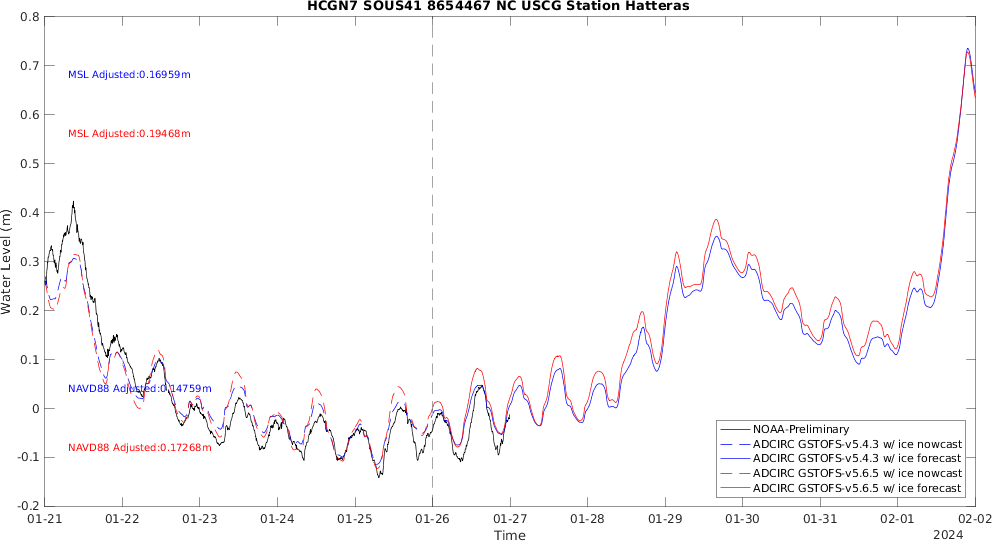 HCGN7 SOUS41 8654467 NC USCG Station Hatteras
0.8
0.7
0.6
0.5
0.4
0.3
0.2
0.1
0
-0.1
-0.2
Water Level (m)
MSL Adjusted:0.16959m
MSL Adjusted:0.19468m
NAVD88 Adjusted:0.14759m
NAVD88 Adjusted:0.17268m
NOAA-Preliminary
ADCIRC GSTOFS-v5.4.3 w/ ice nowcast
ADCIRC GSTOFS-v5.4.3 w/ ice forecast
ADCIRC GSTOFS-v5.6.5 w/ ice nowcast
ADCIRC GSTOFS-v5.6.5 w/ ice forecast
01-21 01-22 01-23 01-24 01-25 01-26 01-27 01-28 01-29 01-30 01-31 02-01 02-02
Time
2024